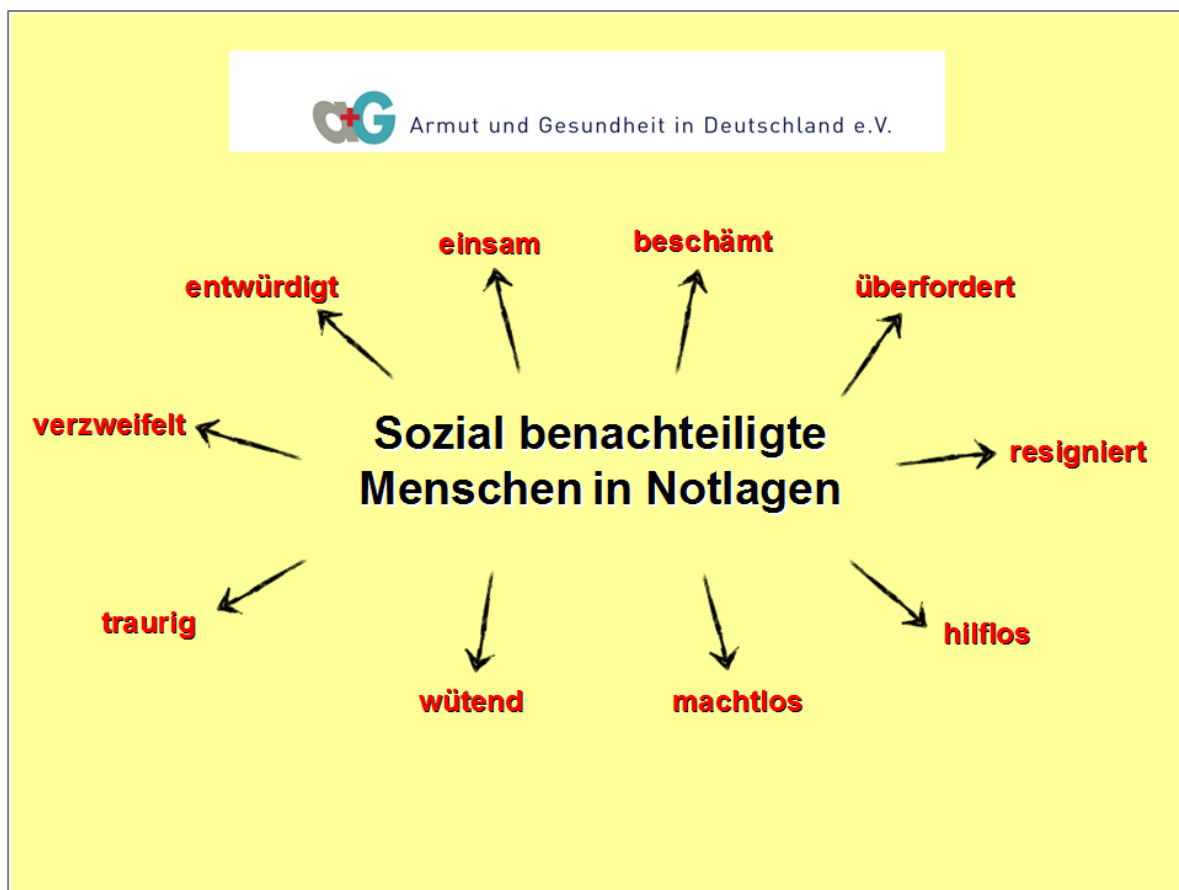 a+G Armut und Gesundheit in Deutschland e.V.
einsam
beschämt
entwürdigt
überfordert
verzweifelt
Sozial benachteiligte
Menschen in Notlagen
resigniert
traurig
hilflos
wütend
machtlos